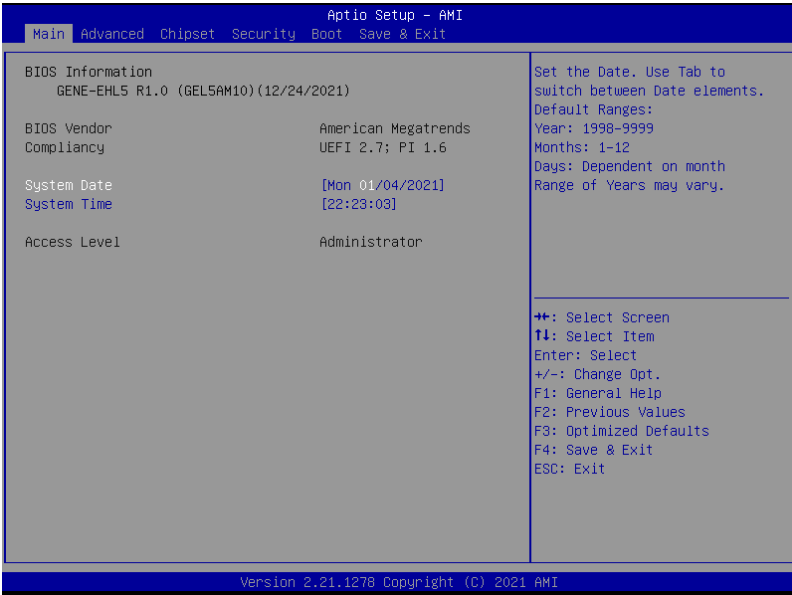 Aptio Setup – AMI
Main Advanced Chipset Security Boot Save & Exit
BIOS Information
GENE-EHL5 R1.0 (GEL5AM10)(12/24/2021)
BIOS Vendor American Megatrends
Compliancy UEFI 2.7; PI 1.6
System Date [Mon 01/04/2021]
System Time [22:23:03]
Access Level Administrator
Set the Date. Use Tab to
switch between Date elements.
Default Ranges:
Year: 1998-9999
Months: 1-12
Days: Dependent on month
Range of Years may vary.
→←: Select Screen
↑↓: Select Item
Enter: Select
+/-: Change Opt.
F1: General Help
F2: Previous Values
F3: Optimized Defaults
F4: Save & Exit
ESC: Exit
Version 2.21.1278 Copyright (C) 2021 AMI